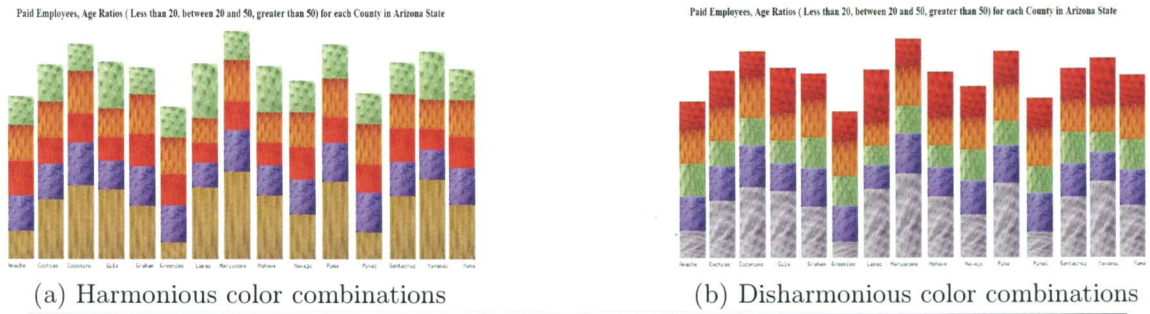 Paid Employees, Age Ratios ( Less than 20, between 20 and 50, greater than 50) for each County in Arizona State
Apache Cochise Coconino Gila Graham Greenlee Lapaz Maricopa Mohave Navajo Pima Pinal Santacruz Yavapai Yuma
(a) Harmonious color combinations
Paid Employees, Age Ratios ( Less than 20, between 20 and 50, greater than 50) for each County in Arizona State
Apache Cochise Coconino Gila Graham Greenlee Lapaz Maricopa Mohave Navajo Pima Pinal Santacruz Yavapai Yuma
(b) Disharmonious color combinations